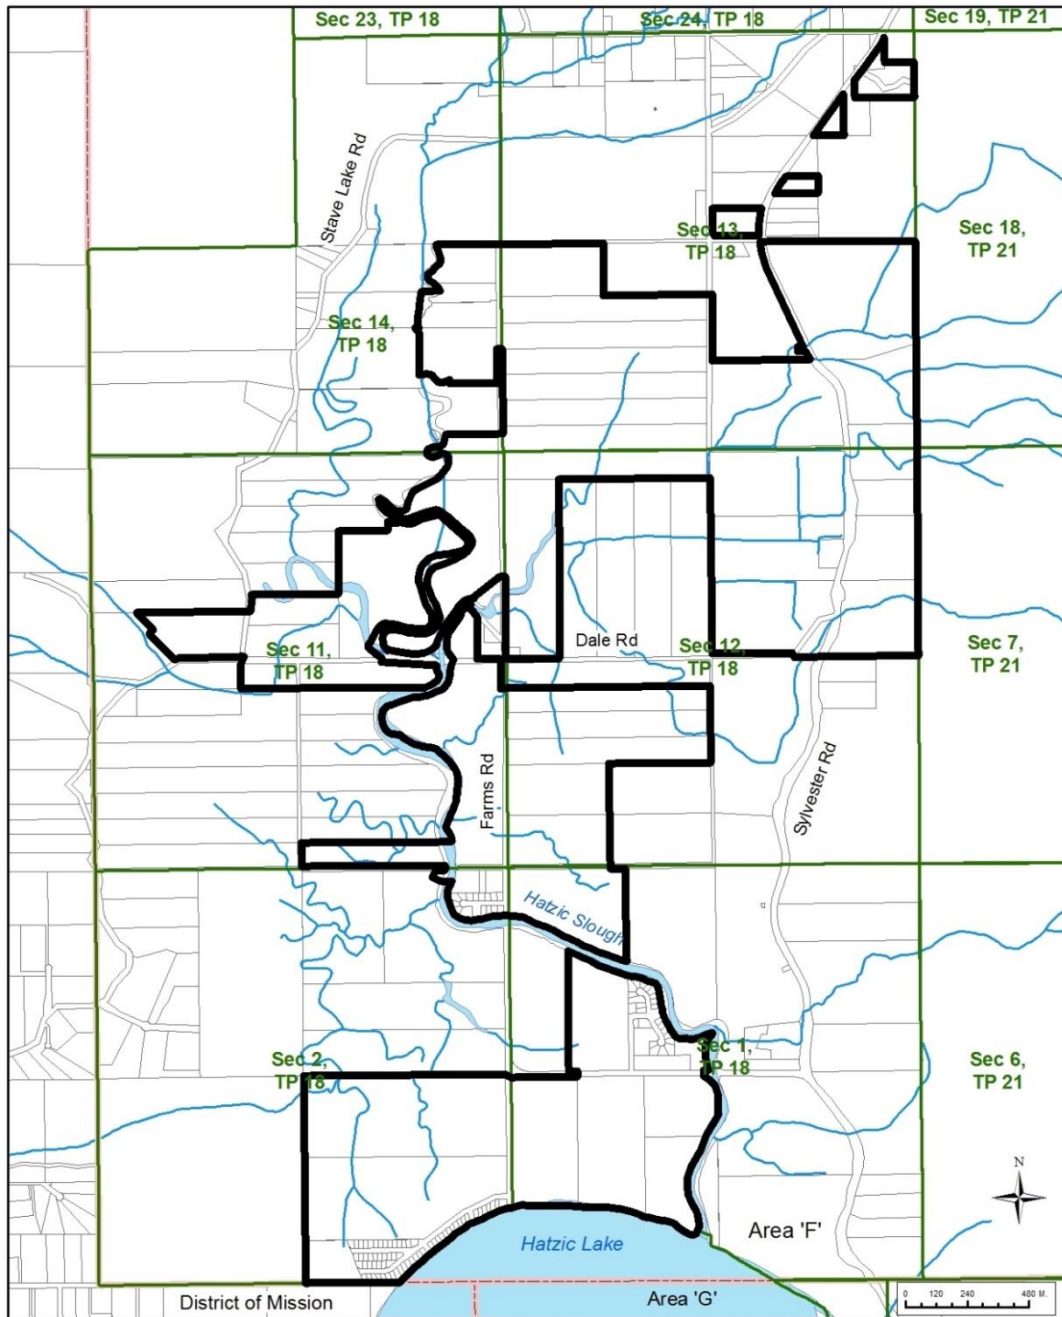 Sec 23, TP 18
Sec 24, TP 18
Sec 19, TP 21
Stave Lake Rd
Sec 13,
TP 18
Sec 18,
TP 21
Sec 14,
TP 18
Dale Rd
Sec 11,
TP 18
Sec 12,
TP 18
Sec 7,
TP 21
Farms Rd
Sylvester Rd
Hatzic Slough
Sec 2,
TP 18
Sec 1,
TP 18
Sec 6,
TP 21
N
Area 'F'
Hatzic Lake
District of Mission
Area 'G'
0 120 240 480 M.